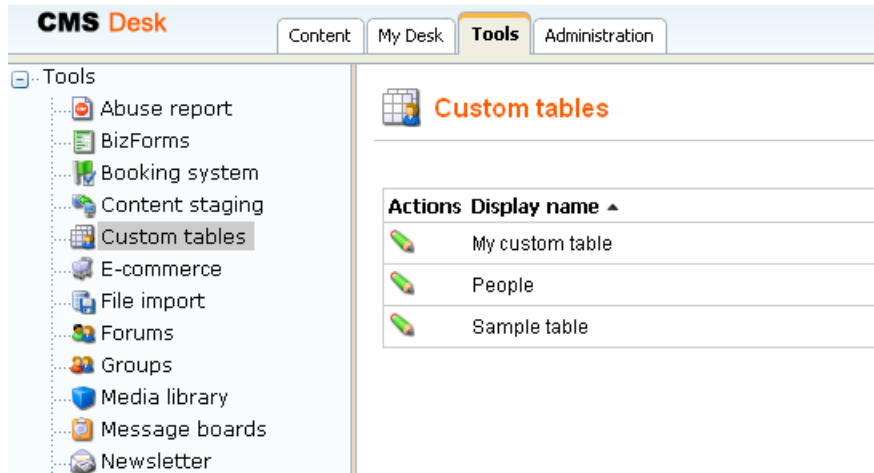 CMS Desk
Content My Desk Tools Administration
Tools
Abuse report
BizForms
Booking system
Content staging
Custom tables
E-commerce
File import
Forums
Groups
Media library
Message boards
Newsletter
Custom tables
Actions Display name
My custom table
People
Sample table